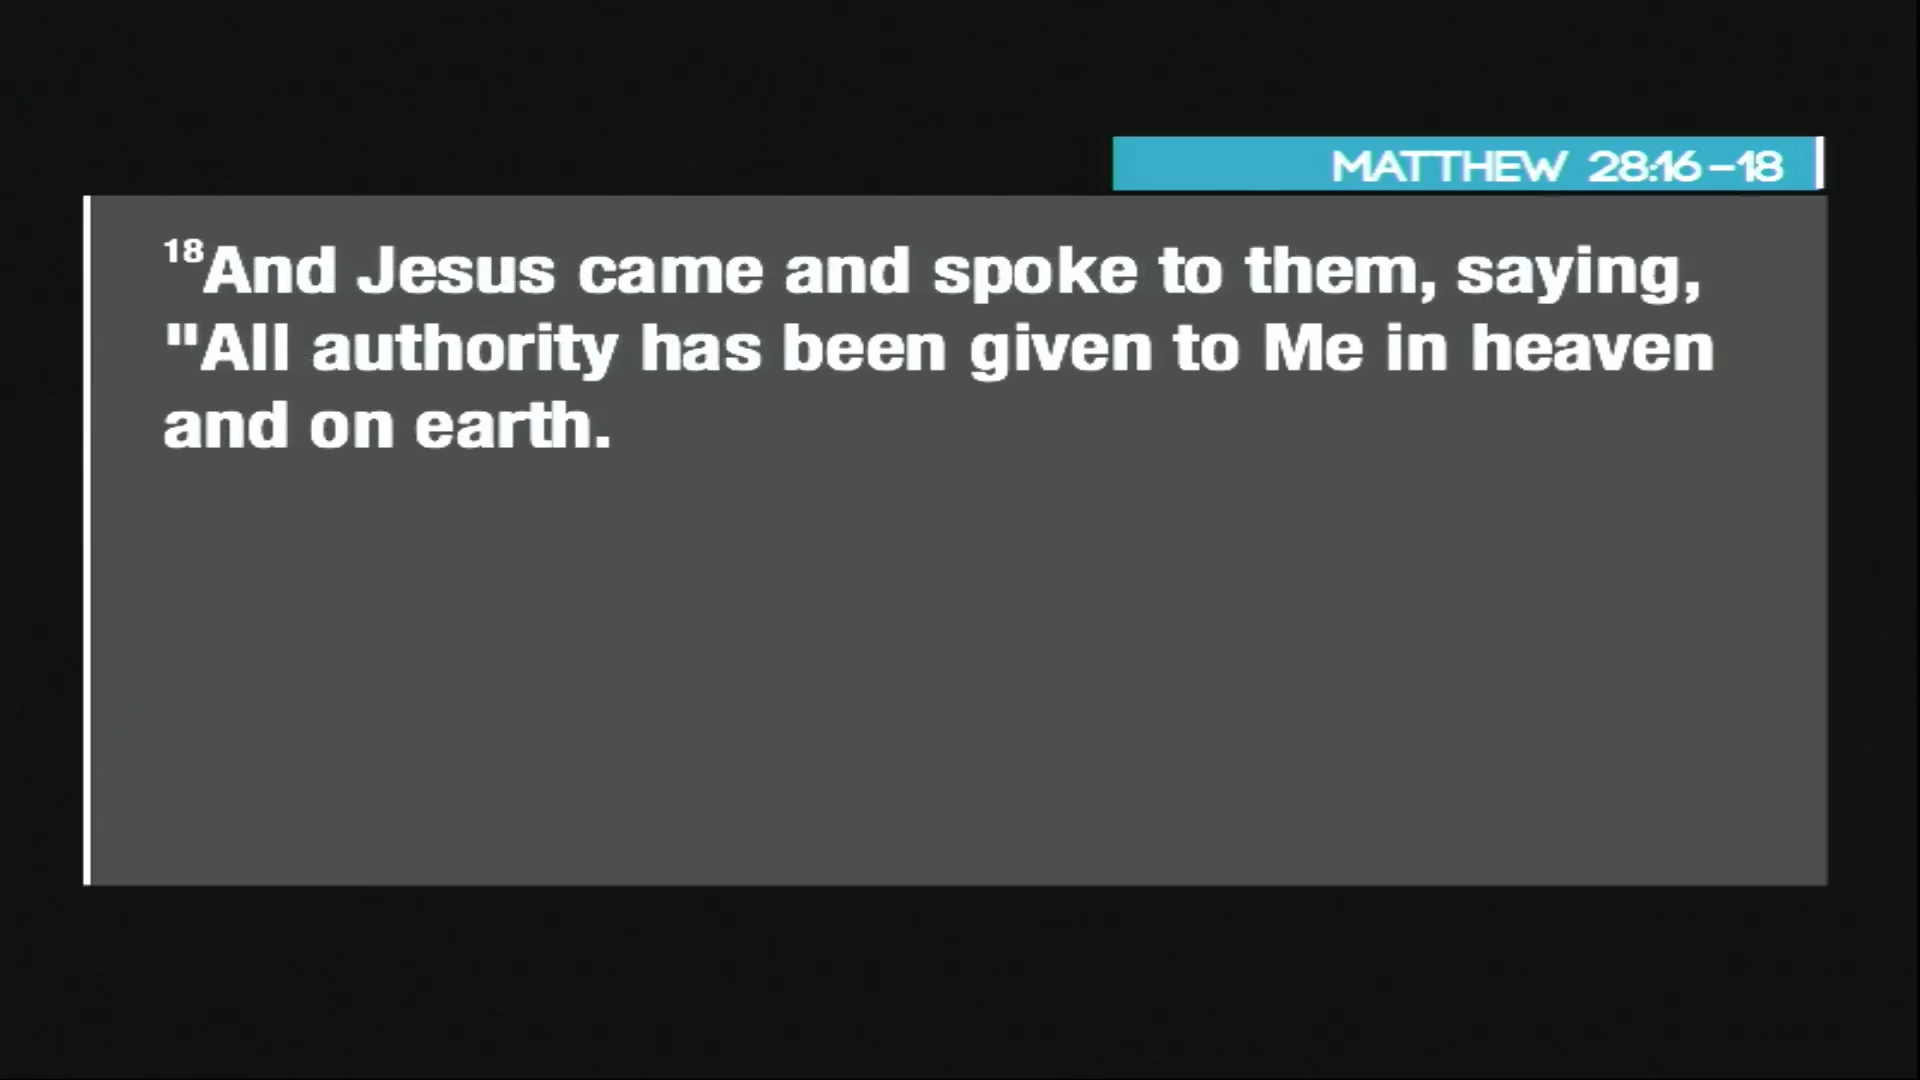 MATTHEW 28:16-18
18And Jesus came and spoke to them, saying,
"All authority has been given to Me in heaven
and on earth.